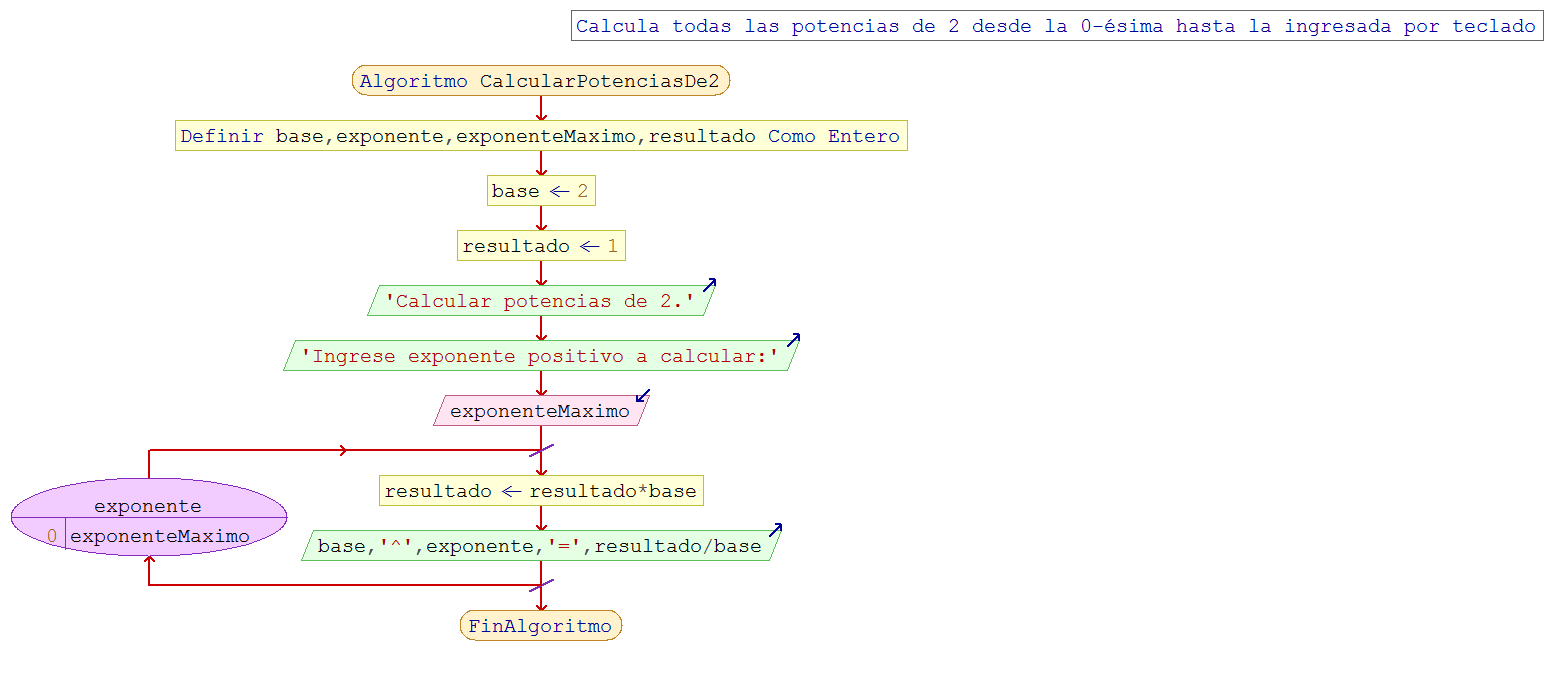 Calcula todas las potencias de 2 desde la 0-ésima hasta la ingresada por teclado
Algoritmo CalcularPotenciasDe2
Definir base,exponente,exponenteMaximo,resultado Como Entero
base ← 2
resultado ← 1
'Calcular potencias de 2.'
'Ingrese exponente positivo a calcular:'
exponenteMaximo
resultado ← resultado*base
exponente
0 exponenteMaximo
base,'^',exponente,'=',resultado/base
FinAlgoritmo